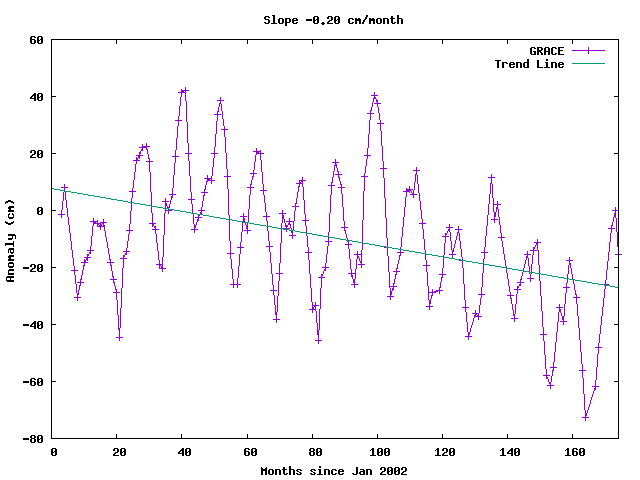 Slope -0.20 cm/month
GRACE
Trend Line
60
40
20
0
-20
-40
-60
-80
Anomaly (cm)
0 20 40 60 80 100 120 140 160
Months since Jan 2002